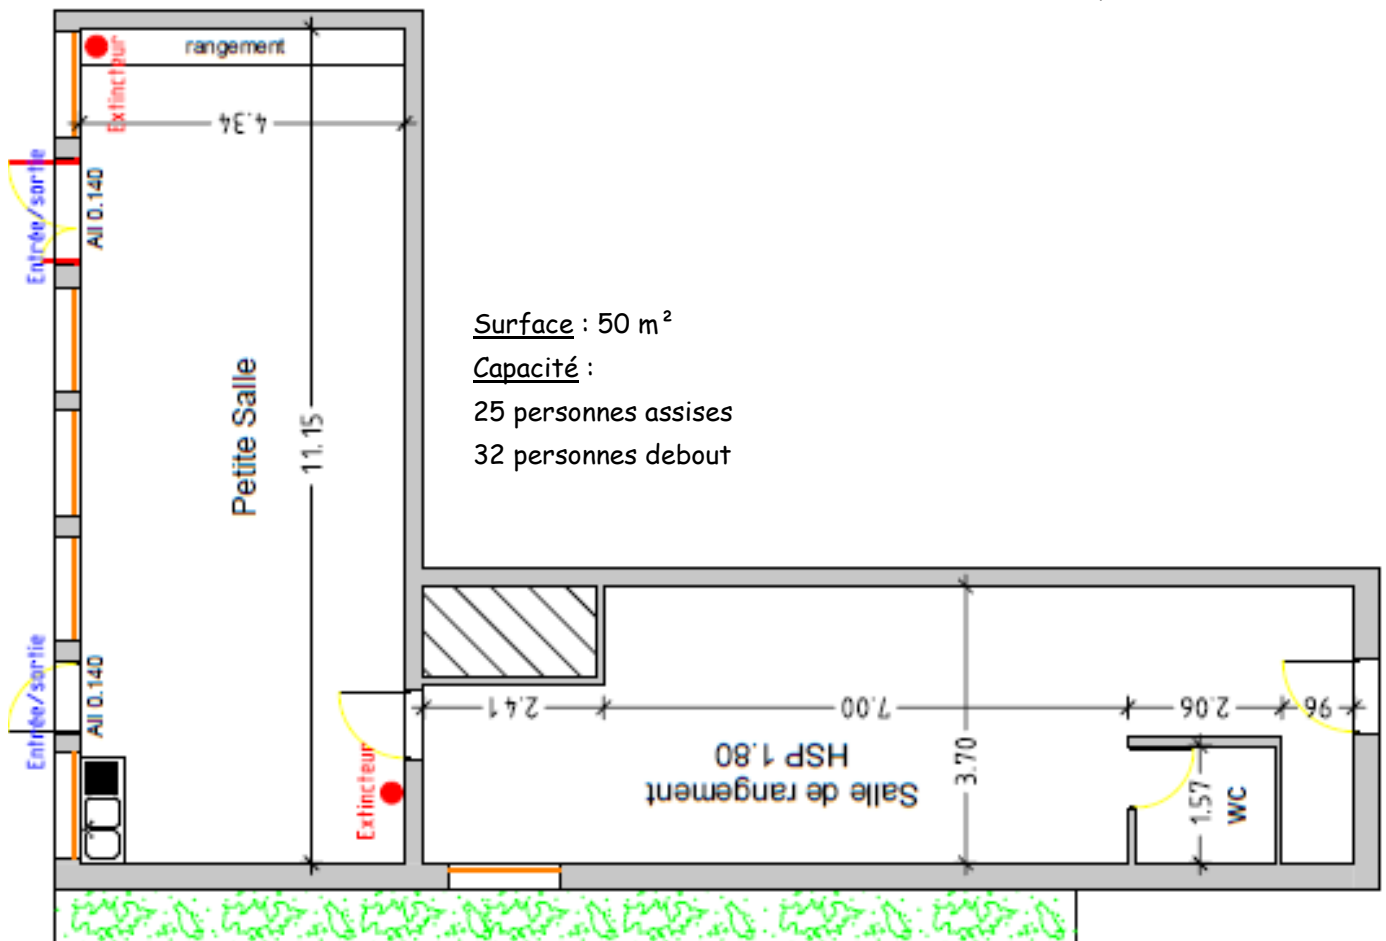 rangement
Extincteur
4.34
Entrée/sortie
All 0.140
Petite Salle
11.15
Surface : 50 m²
Capacité :
25 personnes assises
32 personnes debout
Entrée/sortie
All 0.140
Extincteur
2.41
7.00
2.06
96
Salle de rangement
HSP 1.80
3.70
1.57
WC